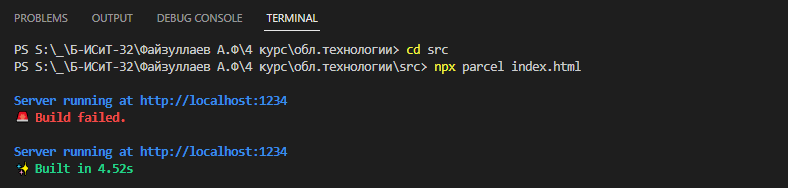 PROBLEMS OUTPUT DEBUG CONSOLE TERMINAL
PS S:\_\Б-ИСиТ-32\Файзуллаев А.Ф\4 курс\обл.технологии> cd src
PS S:\_\Б-ИСиТ-32\Файзуллаев А.Ф\4 курс\обл.технологии\src> npx parcel index.html
Server running at http://localhost:1234
🚨 Build failed.
Server running at http://localhost:1234
✨ Built in 4.52s